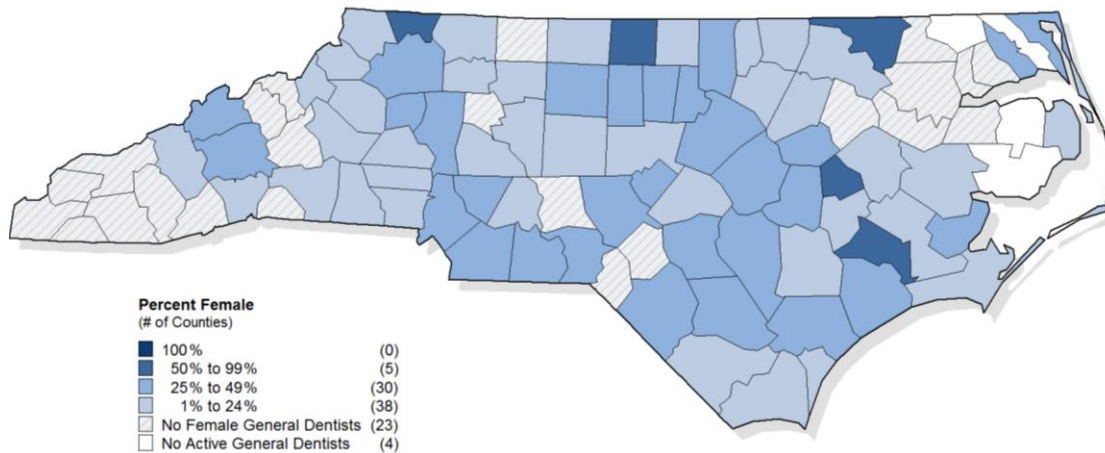 Percent Female
(# of Counties)
100% (0)
50% to 99% (5)
25% to 49% (30)
1% to 24% (38)
No Female General Dentists (23)
No Active General Dentists (4)